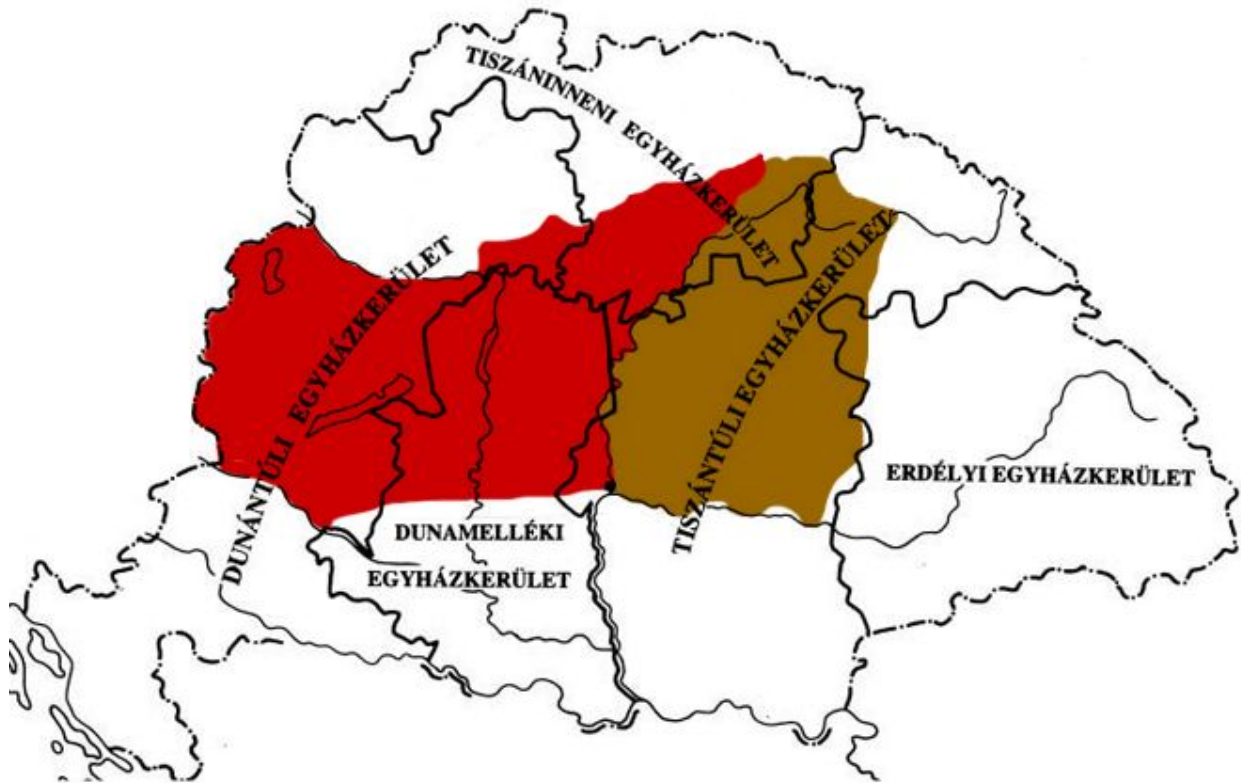 TISZÁNINNENI EGYHÁZKERÜLET
DUNÁNTÚLI EGYHÁZKERÜLET
TISZÁNTÚLI EGYHÁZKERÜLET
ERDÉLYI EGYHÁZKERÜLET
DUNAMELLÉKI
EGYHÁZKERÜLET